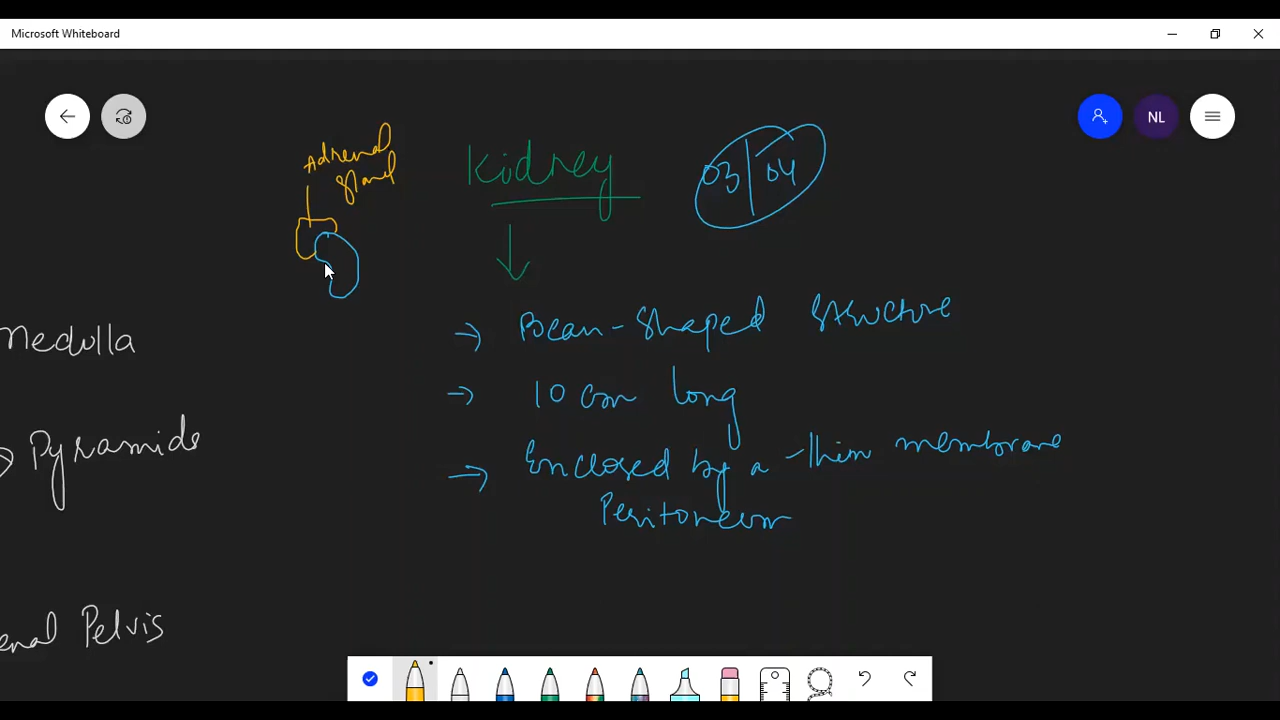 Microsoft Whiteboard
NL
Adrenal
gland
Kidney
03 | 04
Medulla
Pyramids
enal Pelvis
→ Bean-Shaped Structure
→ 10 cm long
→ Enclosed by a thin membrane
Peritoneum